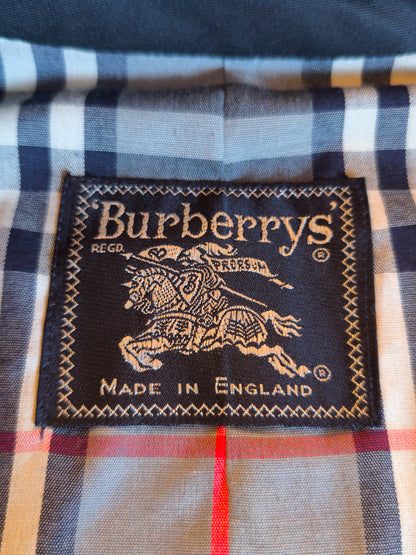 'Burberrys'
REGD. ®
PRORSUM
®
MADE IN ENGLAND